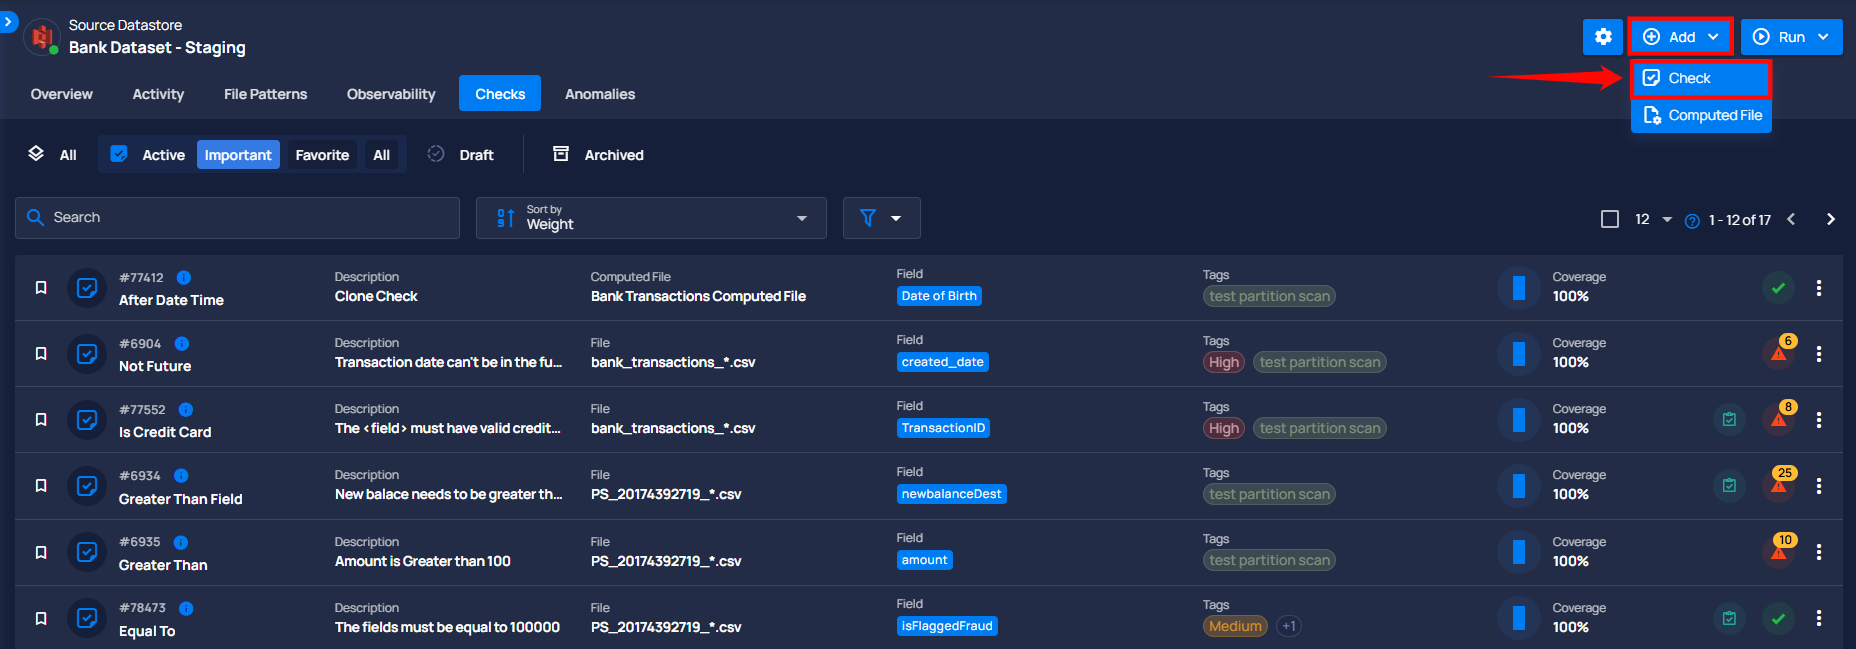 Source Datastore
Bank Dataset - Staging
Add
Run
Check
Computed File
Overview
Activity
File Patterns
Observability
Checks
Anomalies
All
Active
Important
Favorite
All
Draft
Archived
Search
Sort by
Weight
12
1 - 12 of 17
#77412
After Date Time
Description
Clone Check
Computed File
Bank Transactions Computed File
Field
Date of Birth
Tags
test partition scan
Coverage
100%
#6904
Not Future
Description
Transaction date can't be in the fu...
File
bank_transactions_*.csv
Field
created_date
Tags
High
test partition scan
Coverage
100%
6
#77552
Is Credit Card
Description
The <field> must have valid credit...
File
bank_transactions_*.csv
Field
TransactionID
Tags
High
test partition scan
Coverage
100%
8
#6934
Greater Than Field
Description
New balace needs to be greater th...
File
PS_20174392719_*.csv
Field
newbalanceDest
Tags
test partition scan
Coverage
100%
25
#6935
Greater Than
Description
Amount is Greater than 100
File
PS_20174392719_*.csv
Field
amount
Tags
test partition scan
Coverage
100%
10
#78473
Equal To
Description
The fields must be equal to 100000
File
PS_20174392719_*.csv
Field
isFlaggedFraud
Tags
Medium
+1
Coverage
100%